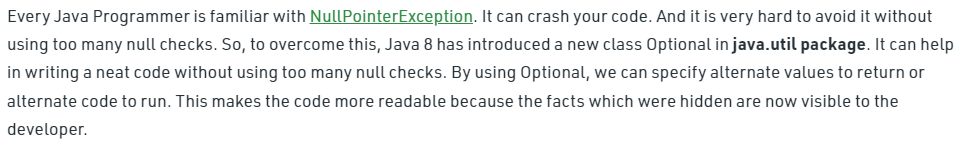 Every Java Programmer is familiar with NullPointerException. It can crash your code. And it is very hard to avoid it without
using too many null checks. So, to overcome this, Java 8 has introduced a new class Optional in java.util package. It can help
in writing a neat code without using too many null checks. By using Optional, we can specify alternate values to return or
alternate code to run. This makes the code more readable because the facts which were hidden are now visible to the
developer.